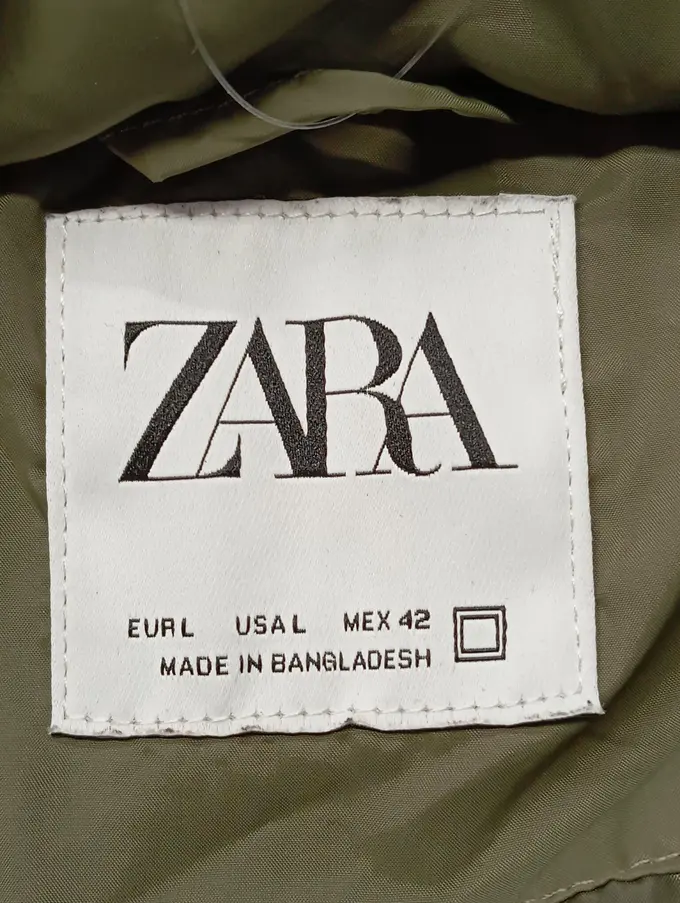 ZARA
EUR L USA L MEX 42
MADE IN BANGLADESH